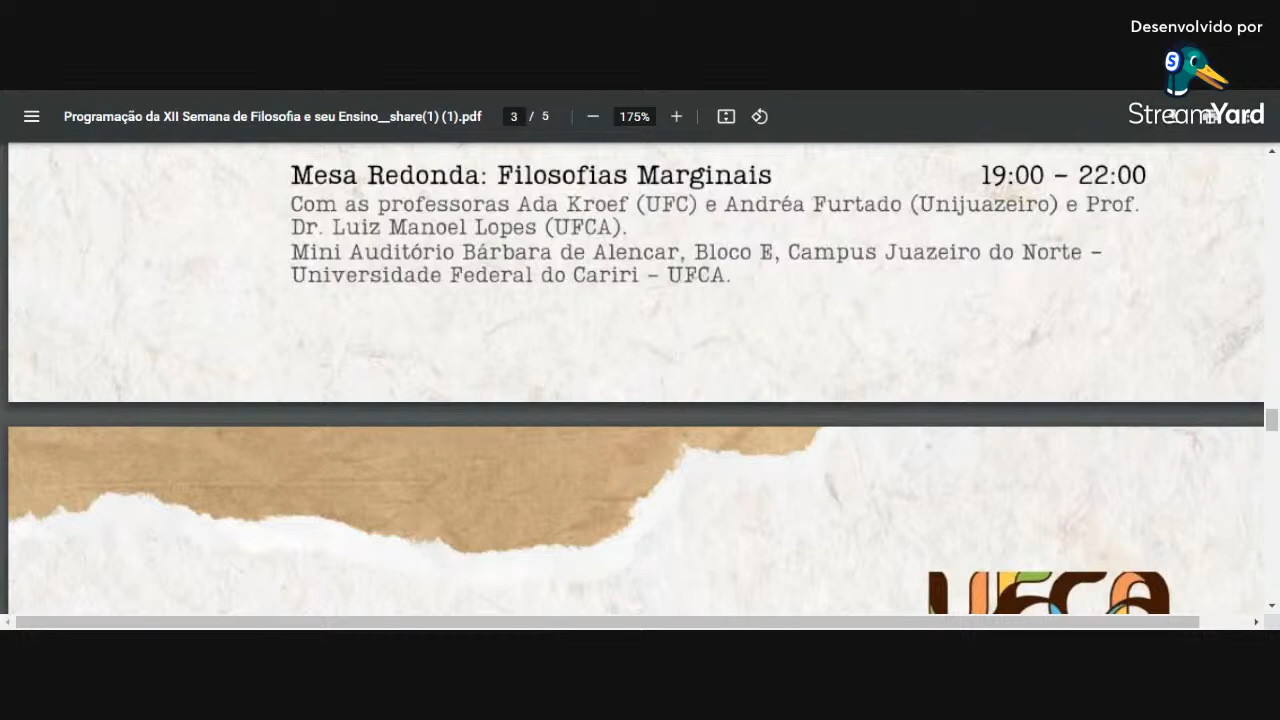 Desenvolvido por
S
StreamYard
Programação da XII Semana de Filosofia e seu Ensino__share(1) (1).pdf 3 / 5 175%
Mesa Redonda: Filosofias Marginais 19:00 – 22:00
Com as professoras Ada Kroef (UFC) e Andréa Furtado (Unijuazeiro) e Prof.
Dr. Luiz Manoel Lopes (UFCA).
Mini Auditório Bárbara de Alencar, Bloco E, Campus Juazeiro do Norte –
Universidade Federal do Cariri – UFCA.
UFCA